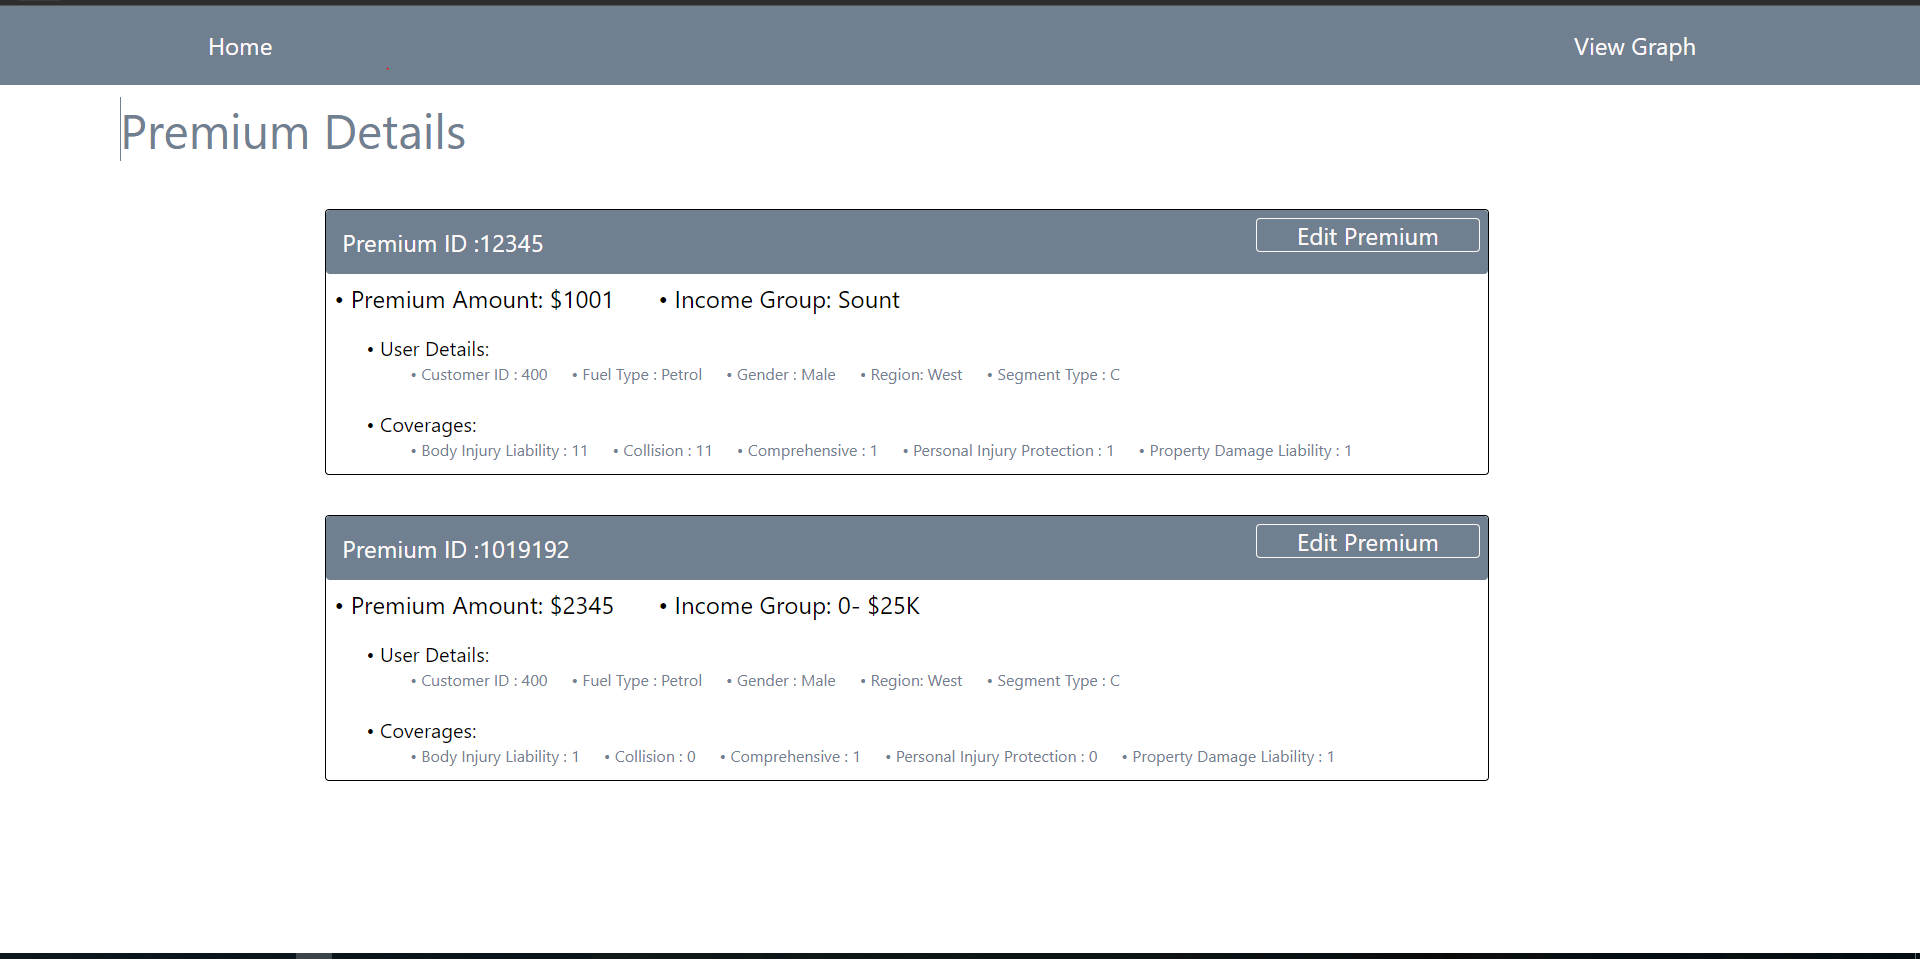 Home View Graph
Premium Details
Premium ID :12345 Edit Premium
• Premium Amount: $1001 • Income Group: Sount
• User Details:
• Customer ID : 400 • Fuel Type : Petrol • Gender : Male • Region: West • Segment Type : C
• Coverages:
• Body Injury Liability : 11 • Collision : 11 • Comprehensive : 1 • Personal Injury Protection : 1 • Property Damage Liability : 1
Premium ID :1019192 Edit Premium
• Premium Amount: $2345 • Income Group: 0- $25K
• User Details:
• Customer ID : 400 • Fuel Type : Petrol • Gender : Male • Region: West • Segment Type : C
• Coverages:
• Body Injury Liability : 1 • Collision : 0 • Comprehensive : 1 • Personal Injury Protection : 0 • Property Damage Liability : 1